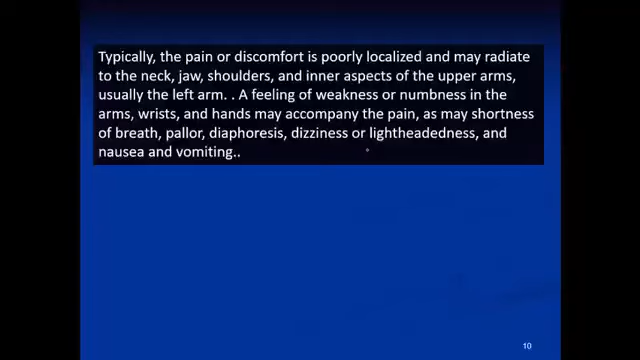 Typically, the pain or discomfort is poorly localized and may radiate
to the neck, jaw, shoulders, and inner aspects of the upper arms,
usually the left arm. . A feeling of weakness or numbness in the
arms, wrists, and hands may accompany the pain, as may shortness
of breath, pallor, diaphoresis, dizziness or lightheadedness, and
nausea and vomiting..
10